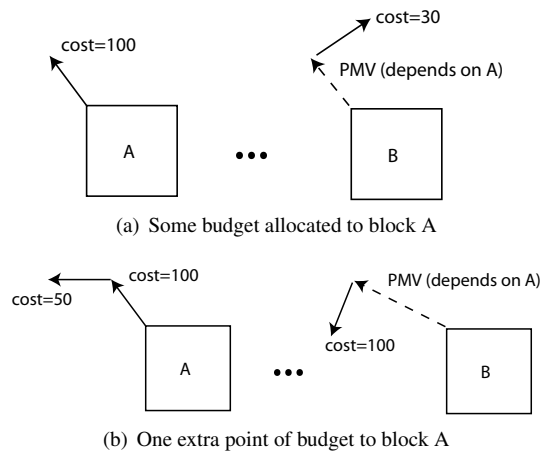 cost=100
cost=30
PMV (depends on A)
A
•••
B
(a) Some budget allocated to block A
cost=100
PMV (depends on A)
cost=50
cost=100
A
•••
B
(b) One extra point of budget to block A